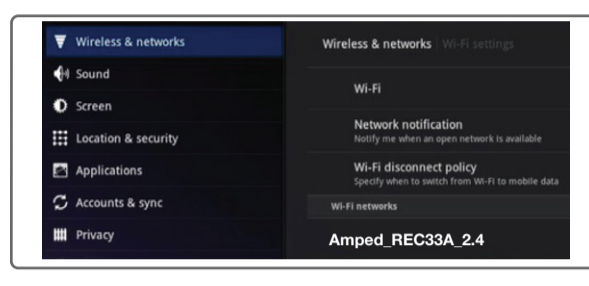 Wireless & networks
Sound
Screen
Location & security
Applications
Accounts & sync
Privacy
Wireless & networks Wi-Fi settings
Wi-Fi
Network notification
Notify me when an open network is available
Wi-Fi disconnect policy
Specify when to switch from Wi-Fi to mobile data
Wi-Fi networks
Amped_REC33A_2.4